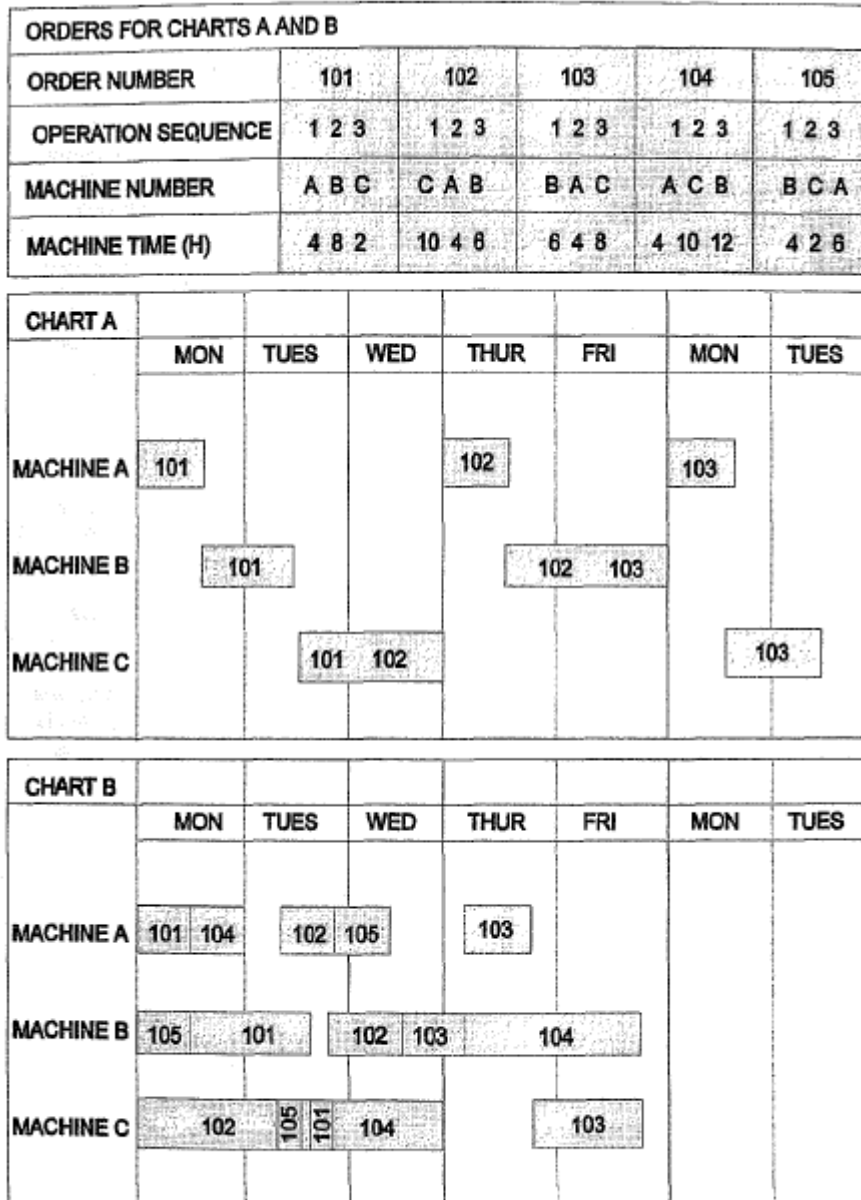 ORDERS FOR CHARTS A AND B
ORDER NUMBER 101 102 103 104 105
OPERATION SEQUENCE 1 2 3 1 2 3 1 2 3 1 2 3 1 2 3
MACHINE NUMBER A B C C A B B A C A C B B C A
MACHINE TIME (H) 4 8 2 10 4 6 6 4 8 4 10 12 4 2 6
CHART A
MON TUES WED THUR FRI MON TUES
MACHINE A 101 102 103
MACHINE B 101 102 103
MACHINE C 101 102 103
CHART B
MON TUES WED THUR FRI MON TUES
MACHINE A 101 104 102 105 103
MACHINE B 105 101 102 103 104
MACHINE C 102 105 101 104 103